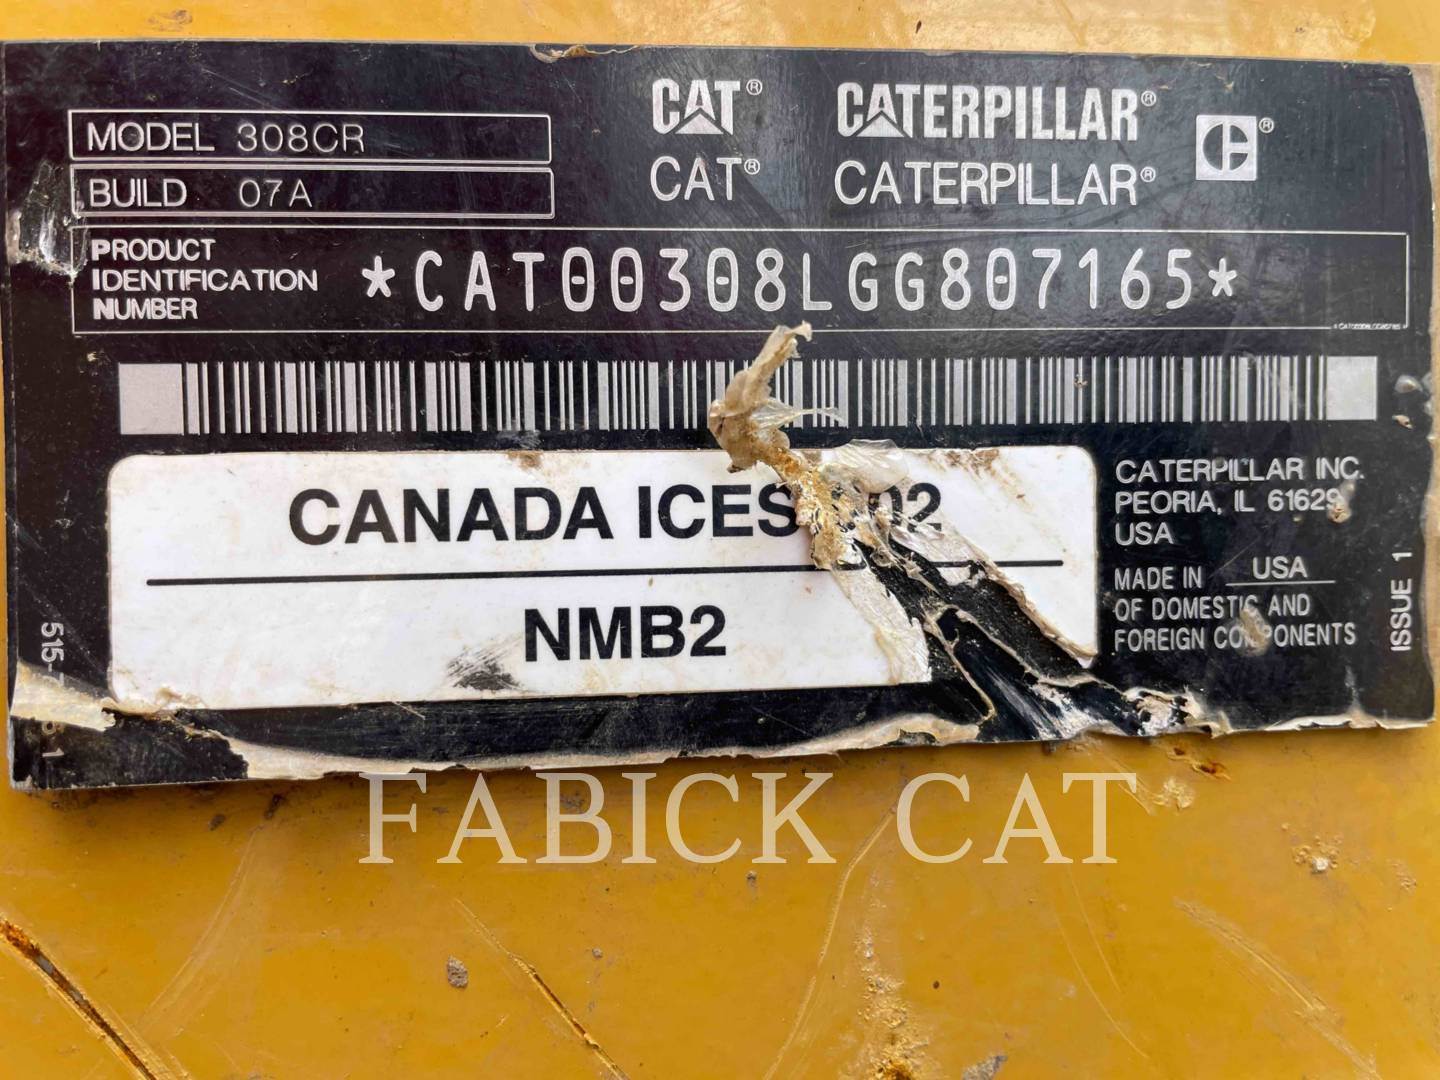 MODEL 308CR
BUILD 07A
CAT® CATERPILLAR® C®
CAT® CATERPILLAR®
PRODUCT
IDENTIFICATION
NUMBER
*CAT00308LGG807165*
CANADA ICES
NMB2
CATERPILLAR INC.
PEORIA, IL 61629
USA
MADE IN USA
OF DOMESTIC AND
FOREIGN COMPONENTS
ISSUE 1
FABICK CAT